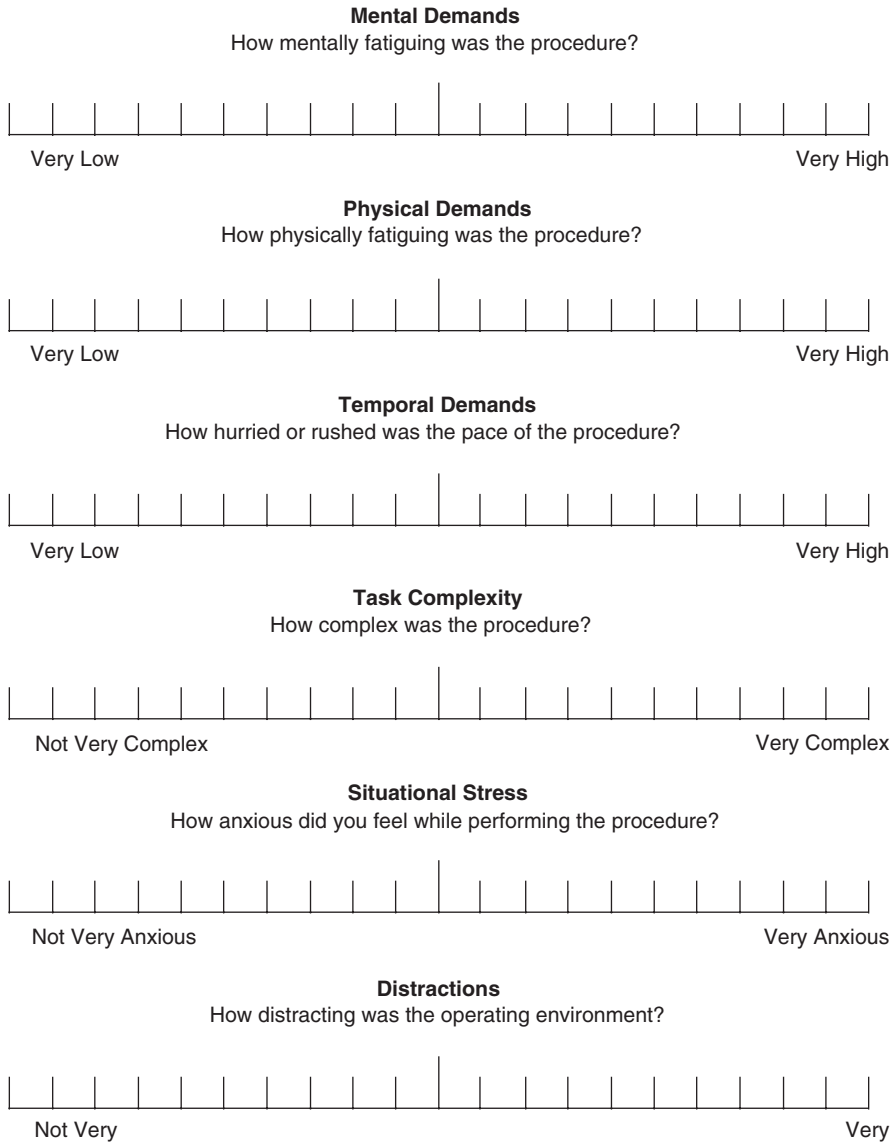 Mental Demands
How mentally fatiguing was the procedure?
Very Low Very High
Physical Demands
How physically fatiguing was the procedure?
Very Low Very High
Temporal Demands
How hurried or rushed was the pace of the procedure?
Very Low Very High
Task Complexity
How complex was the procedure?
Not Very Complex Very Complex
Situational Stress
How anxious did you feel while performing the procedure?
Not Very Anxious Very Anxious
Distractions
How distracting was the operating environment?
Not Very Very